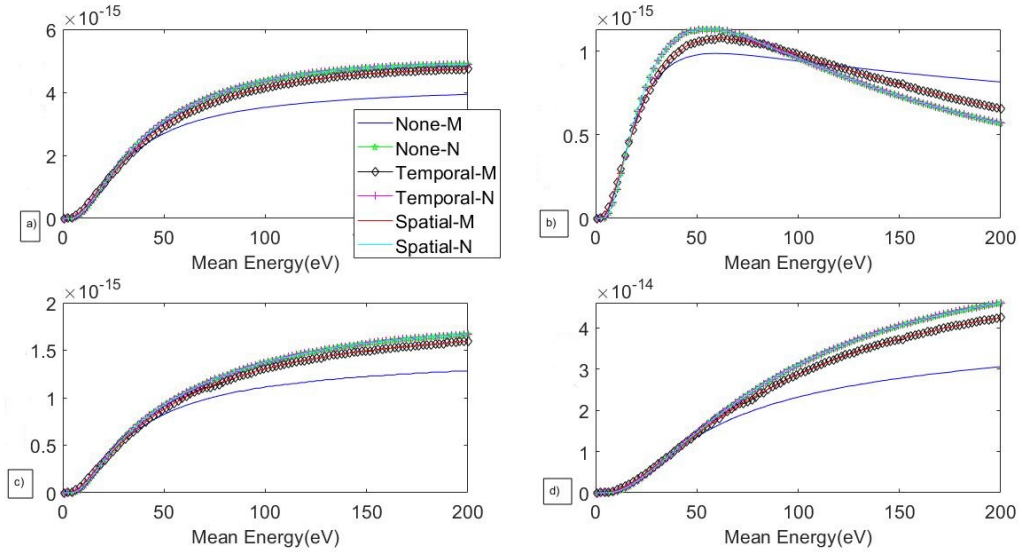 ×10⁻¹⁵
6
4
2
0
0 50 100 150 200
Mean Energy(eV)
a)
None-M
None-N
Temporal-M
Temporal-N
Spatial-M
Spatial-N
×10⁻¹⁵
1
0.5
0
0 50 100 150 200
Mean Energy(eV)
b)
×10⁻¹⁵
2
1.5
1
0.5
0
0 50 100 150 200
Mean Energy(eV)
c)
×10⁻¹⁴
4
2
0
0 50 100 150 200
Mean Energy(eV)
d)